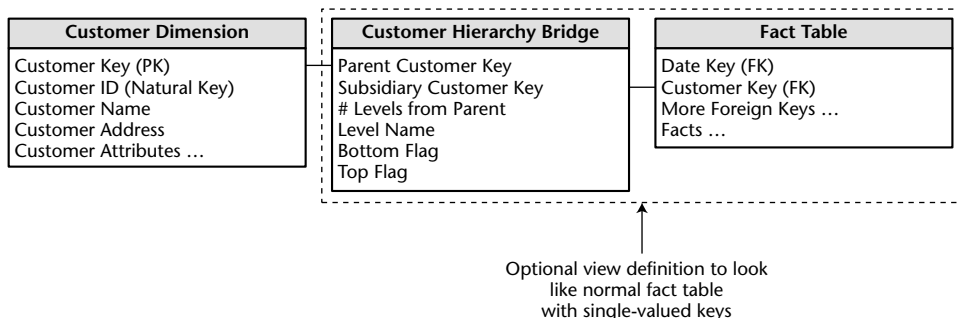 Customer Dimension
Customer Key (PK)
Customer ID (Natural Key)
Customer Name
Customer Address
Customer Attributes …
Customer Hierarchy Bridge
Parent Customer Key
Subsidiary Customer Key
# Levels from Parent
Level Name
Bottom Flag
Top Flag
Fact Table
Date Key (FK)
Customer Key (FK)
More Foreign Keys …
Facts …
Optional view definition to look
like normal fact table
with single-valued keys